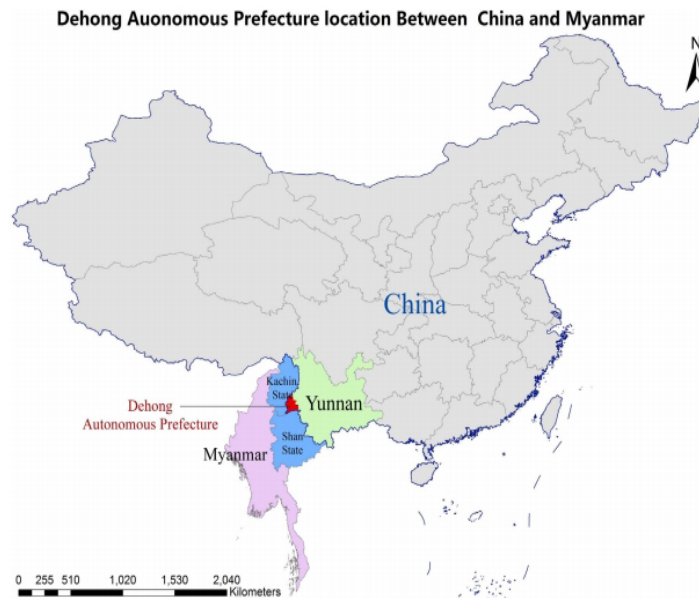 Dehong Auonomous Prefecture location Between China and Myanmar
N
China
Kachin
State
Dehong
Autonomous Prefecture
Yunnan
Shan
State
Myanmar
0 255 510 1,020 1,530 2,040
Kilometers